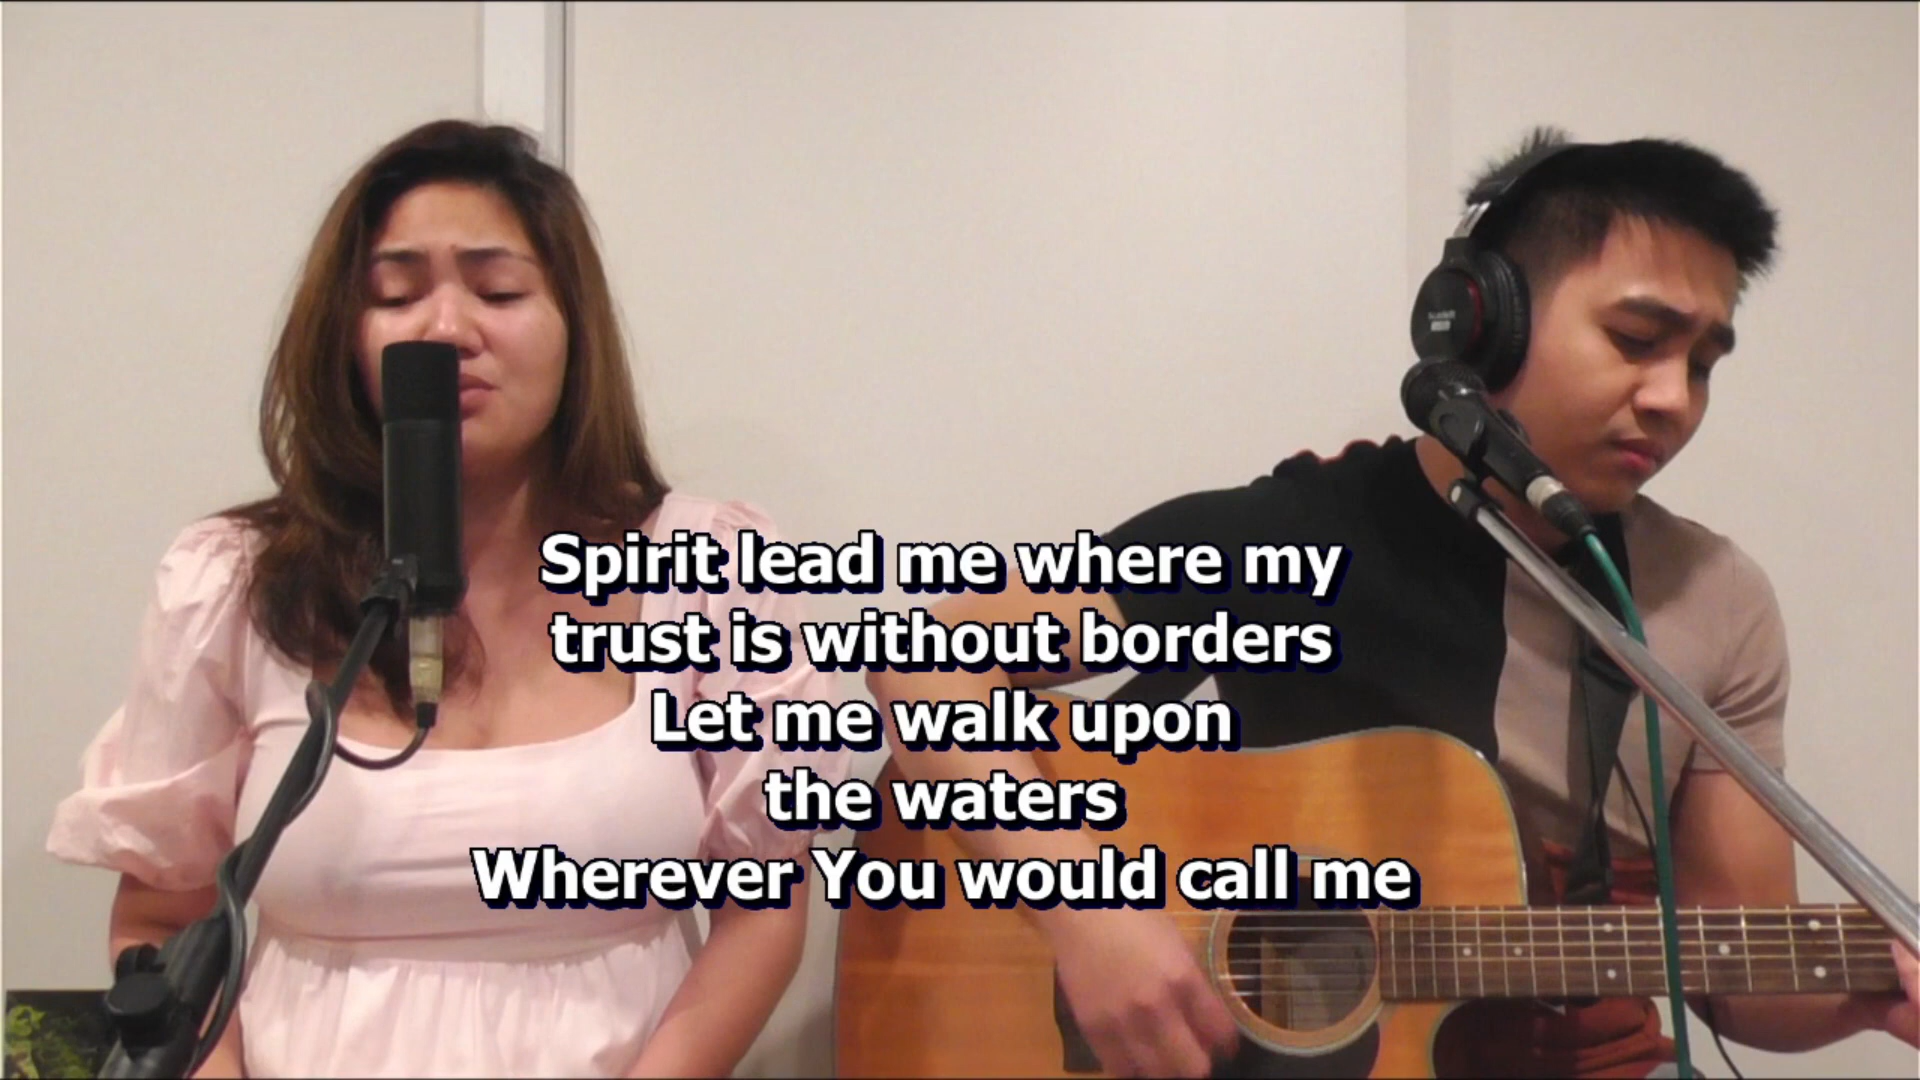 Spirit lead me where my
trust is without borders
Let me walk upon
the waters
Wherever You would call me